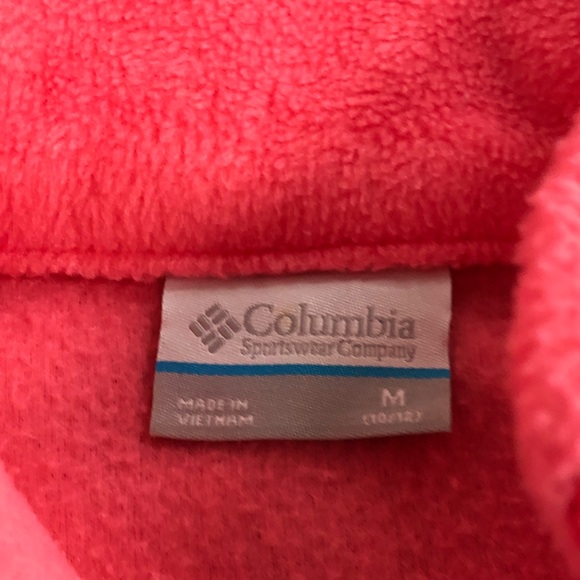 Columbia
Sportswear Company
MADE IN
VIETNAM
M
(10/12)